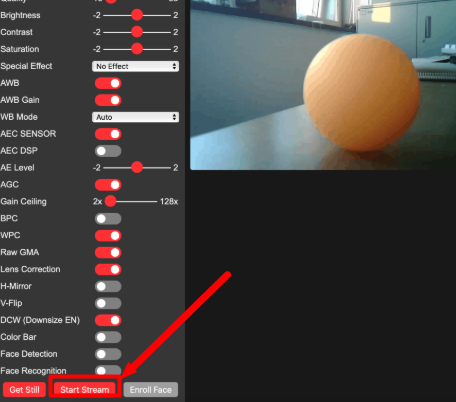 Quality
Brightness -2 2
Contrast -2 2
Saturation -2 2
Special Effect No Effect
AWB
AWB Gain
WB Mode Auto
AEC SENSOR
AEC DSP
AE Level -2 2
AGC
Gain Ceiling 2x 128x
BPC
WPC
Raw GMA
Lens Correction
H-Mirror
V-Flip
DCW (Downsize EN)
Color Bar
Face Detection
Face Recognition
Get Still Start Stream Enroll Face